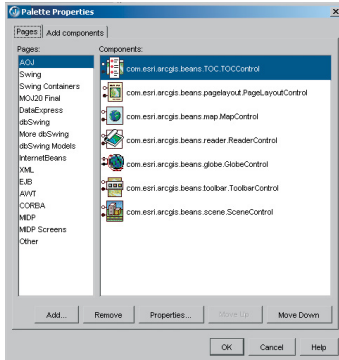 Palette Properties
Pages
Add components
Pages:
Components:
AOJ
Swing
Swing Containers
MOJ20 Final
DataExpress
dbSwing
More dbSwing
dbSwing Models
InternetBeans
XML
EJB
AWT
CORBA
MIDP
MIDP Screens
Other
com.esri.arcgis.beans.TOC.TOCControl
com.esri.arcgis.beans.pagelayout.PageLayoutControl
com.esri.arcgis.beans.map.MapControl
com.esri.arcgis.beans.reader.ReaderControl
com.esri.arcgis.beans.globe.GlobeControl
com.esri.arcgis.beans.toolbar.ToolbarControl
com.esri.arcgis.beans.scene.SceneControl
Add...
Remove
Properties...
Move Up
Move Down
OK
Cancel
Help